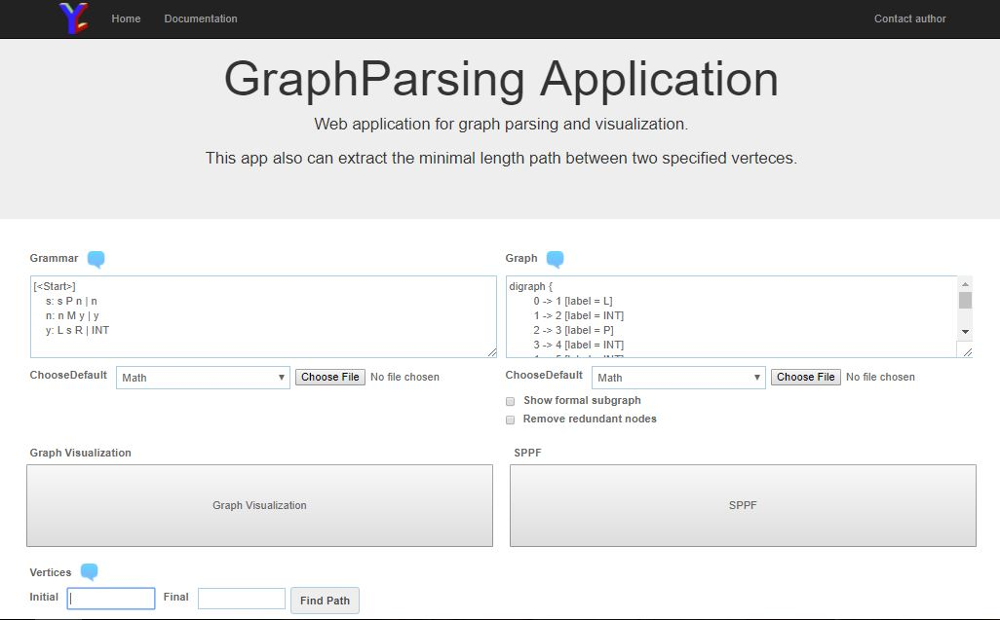 Home Documentation Contact author
GraphParsing Application
Web application for graph parsing and visualization.
This app also can extract the minimal length path between two specified verteces.
Grammar
[<Start>]
s: s P n | n
n: n M y | y
y: L s R | INT
Graph
digraph {
0 -> 1 [label = L]
1 -> 2 [label = INT]
2 -> 3 [label = P]
3 -> 4 [label = INT]
ChooseDefault Math Choose File No file chosen
ChooseDefault Math Choose File No file chosen
Show formal subgraph
Remove redundant nodes
Graph Visualization
Graph Visualization
SPPF
SPPF
Vertices
Initial Final Find Path